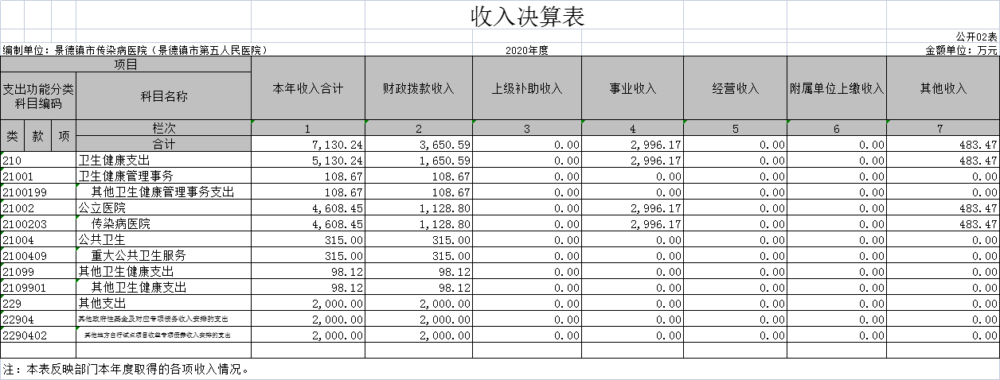 收入决算表
公开02表
编制单位：景德镇市传染病医院（景德镇市第五人民医院） 2020年度 金额单位：万元
项目 本年收入合计 财政拨款收入 上级补助收入 事业收入 经营收入 附属单位上缴收入 其他收入
支出功能分类科目编码 科目名称
类 款 项 栏次 1 2 3 4 5 6 7
合计 7,130.24 3,650.59 0.00 2,996.17 0.00 0.00 483.47
210 卫生健康支出 5,130.24 1,650.59 0.00 2,996.17 0.00 0.00 483.47
21001 卫生健康管理事务 108.67 108.67 0.00 0.00 0.00 0.00 0.00
2100199 其他卫生健康管理事务支出 108.67 108.67 0.00 0.00 0.00 0.00 0.00
21002 公立医院 4,608.45 1,128.80 0.00 2,996.17 0.00 0.00 483.47
2100203 传染病医院 4,608.45 1,128.80 0.00 2,996.17 0.00 0.00 483.47
21004 公共卫生 315.00 315.00 0.00 0.00 0.00 0.00 0.00
2100409 重大公共卫生服务 315.00 315.00 0.00 0.00 0.00 0.00 0.00
21099 其他卫生健康支出 98.12 98.12 0.00 0.00 0.00 0.00 0.00
2109901 其他卫生健康支出 98.12 98.12 0.00 0.00 0.00 0.00 0.00
229 其他支出 2,000.00 2,000.00 0.00 0.00 0.00 0.00 0.00
22904 其他政府性基金及对应专项债务收入安排的支出 2,000.00 2,000.00 0.00 0.00 0.00 0.00 0.00
2290402 其他地方自行试点项目收益专项债券收入安排的支出 2,000.00 2,000.00 0.00 0.00 0.00 0.00 0.00
注：本表反映部门本年度取得的各项收入情况。